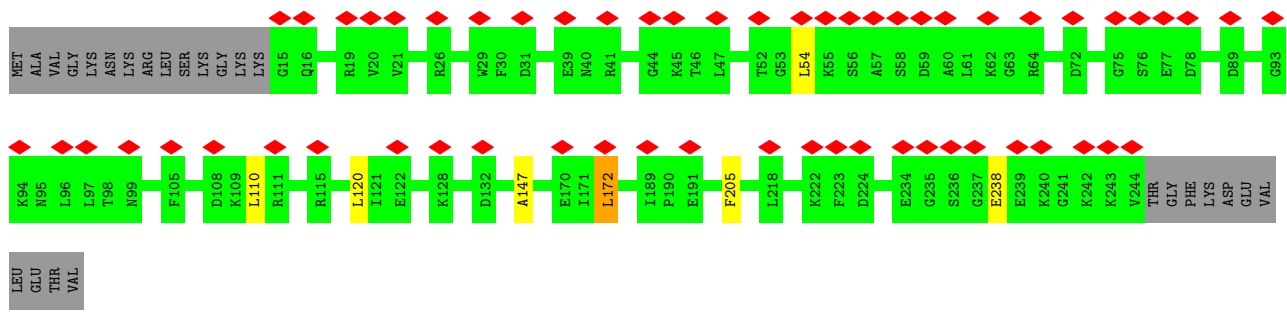 MET ALA VAL GLY LYS ASN LYS ARG LEU SER LYS GLY LYS LYS G15 Q16 R19 V20 V21 R26 W29 F30 D31 E39 N40 R41 G44 K45 T46 L47 T52 G53 L54 K55 S56 A57 S58 D59 A60 L61 K62 G63 R64 D72 G75 S76 E77 D78 D89 G93
K94 N95 L96 L97 T98 N99 F105 D108 K109 L110 R111 R115 L120 I121 E122 K128 D132 A147 E170 I171 L172 I189 P190 E191 F205 L218 K222 F223 D224 E234 G235 S236 G237 E238 E239 K240 G241 K242 K243 V244 THR GLY PHE LYS ASP GLU VAL
LEU GLU THR VAL